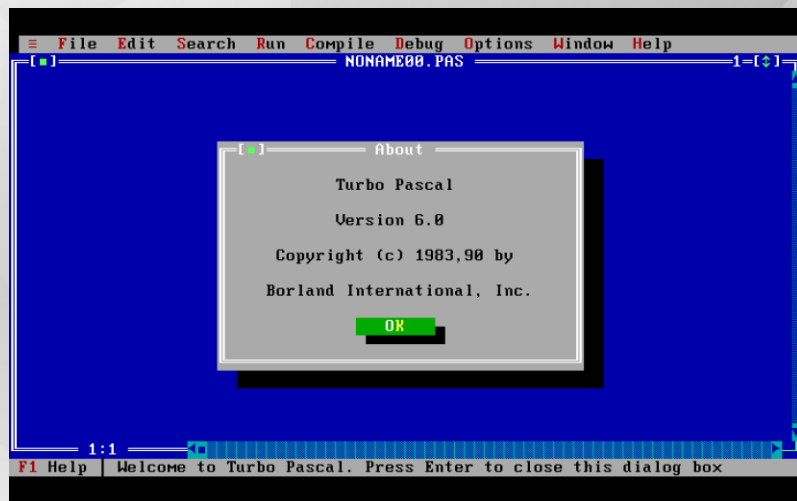 ≡ File Edit Search Run Compile Debug Options Window Help
[■] NONAME00.PAS 1=[↕]
[■] About
Turbo Pascal
Version 6.0
Copyright (c) 1983,90 by
Borland International, Inc.
OK
1:1
F1 Help │ Welcome to Turbo Pascal. Press Enter to close this dialog box